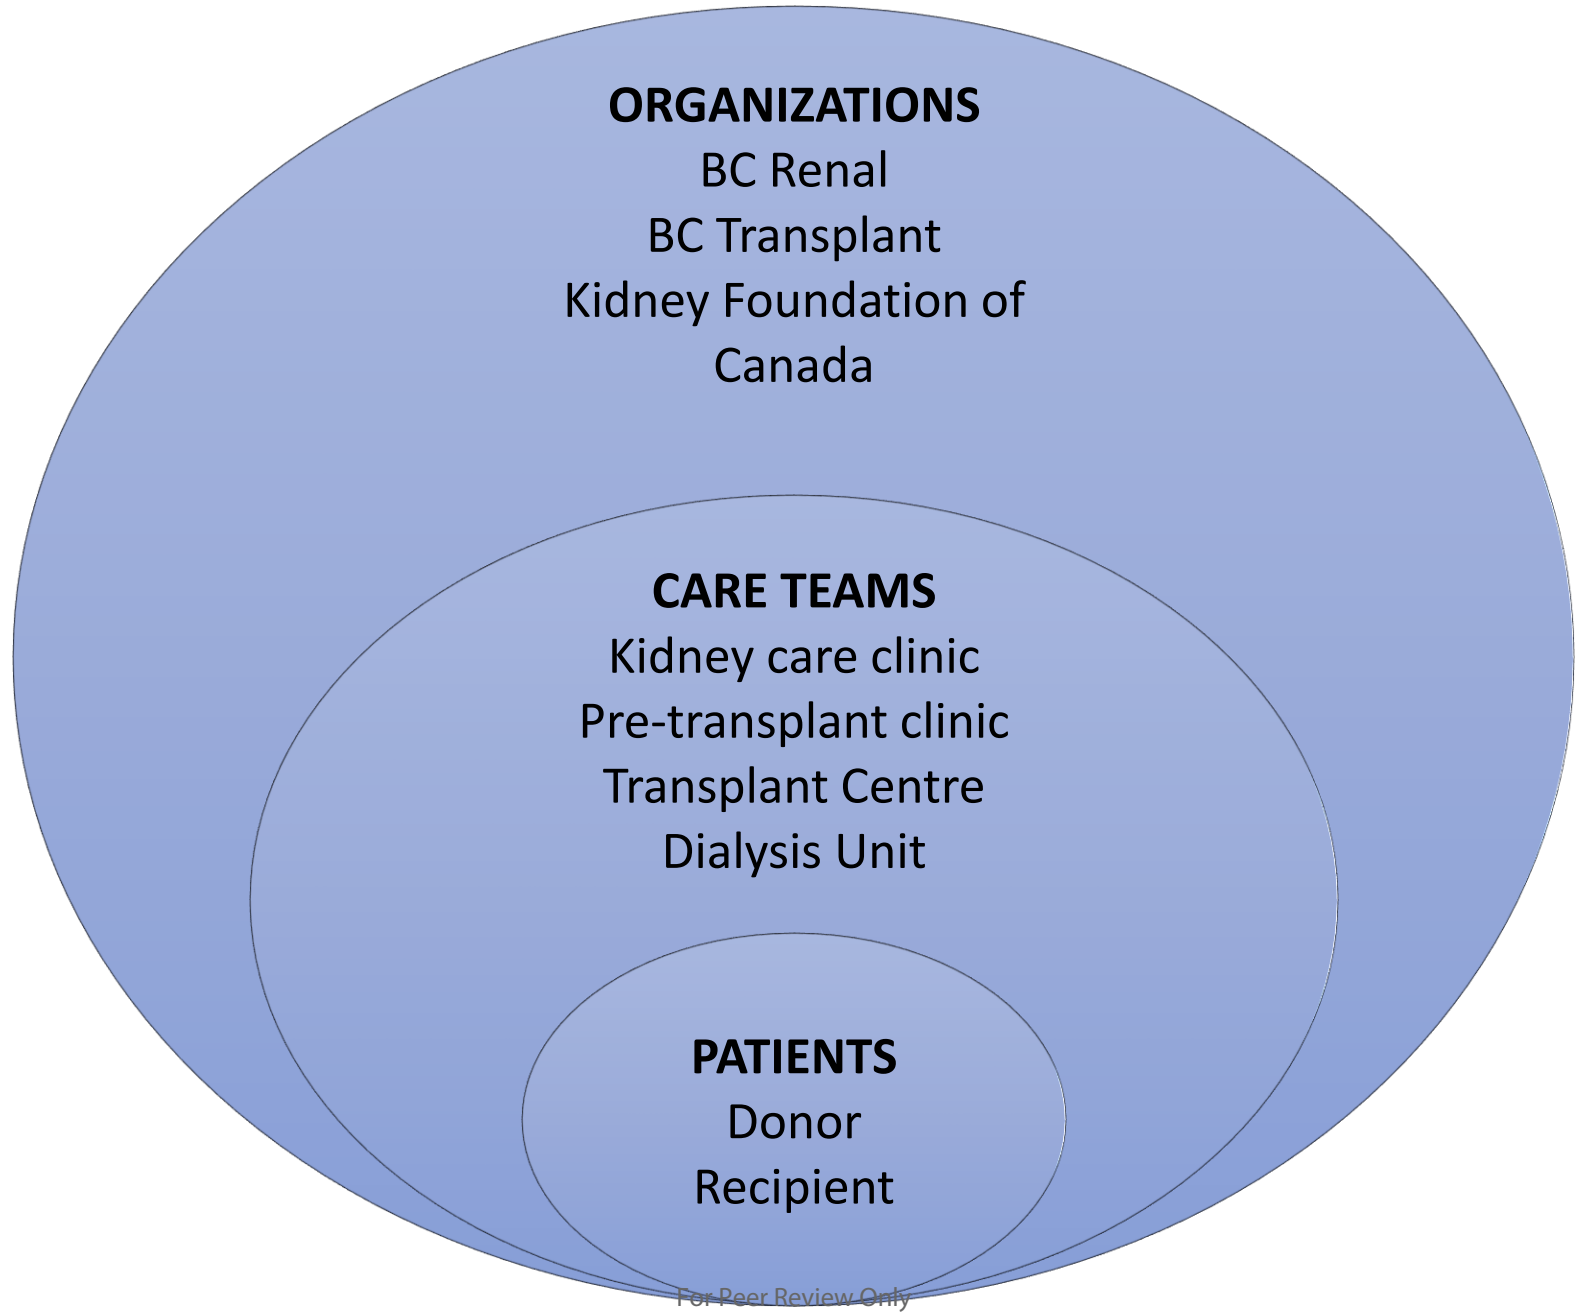 ORGANIZATIONS
BC Renal
BC Transplant
Kidney Foundation of
Canada
CARE TEAMS
Kidney care clinic
Pre-transplant clinic
Transplant Centre
Dialysis Unit
PATIENTS
Donor
Recipient
For Peer Review Only